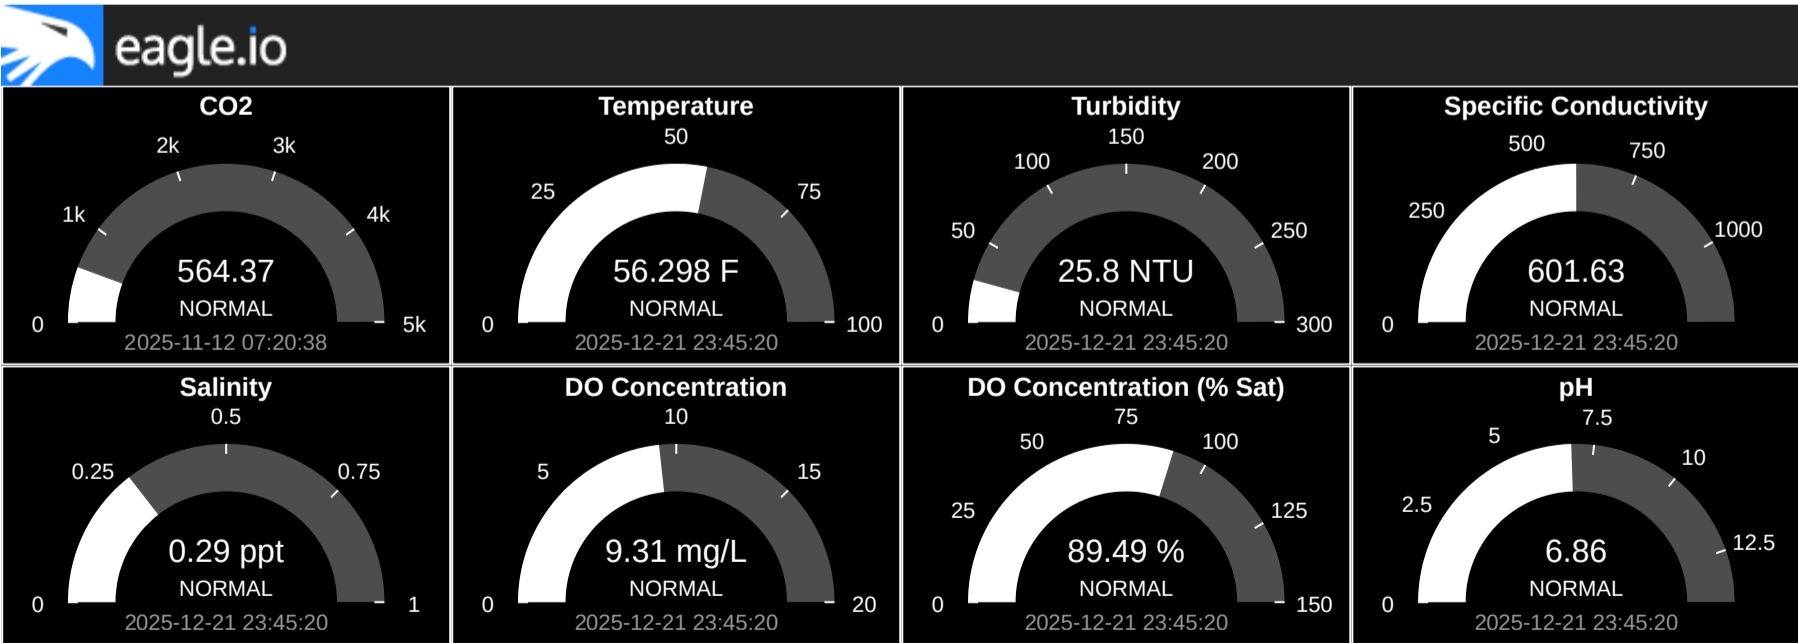 eagle.io
CO2
0
1k
2k
3k
4k
5k
564.37
NORMAL
2025-11-12 07:20:38
Temperature
0
25
50
75
100
56.298 F
NORMAL
2025-12-21 23:45:20
Turbidity
0
50
100
150
200
250
300
25.8 NTU
NORMAL
2025-12-21 23:45:20
Specific Conductivity
0
250
500
750
1000
601.63
NORMAL
2025-12-21 23:45:20
Salinity
0
0.25
0.5
0.75
1
0.29 ppt
NORMAL
2025-12-21 23:45:20
DO Concentration
0
5
10
15
20
9.31 mg/L
NORMAL
2025-12-21 23:45:20
DO Concentration (% Sat)
0
25
50
75
100
125
150
89.49 %
NORMAL
2025-12-21 23:45:20
pH
0
2.5
5
7.5
10
12.5
6.86
NORMAL
2025-12-21 23:45:20